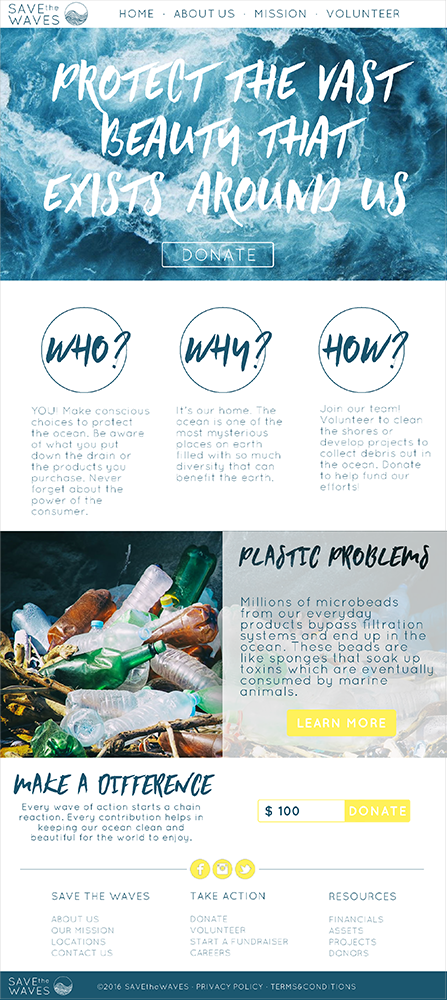 SAVE the
WAVES
HOME · ABOUT US · MISSION · VOLUNTEER
PROTECT THE VAST
BEAUTY THAT
EXISTS AROUND US
DONATE
WHO?
YOU! Make conscious
choices to protect
the ocean. Be aware
of what you put
down the drain or
the products you
purchase. Never
forget about the
power of the
consumer.
WHY?
It's our home. The
ocean is one of the
most mysterious
places on earth
filled with so much
diversity that can
benefit the earth.
HOW?
Join our team!
Volunteer to clean
the shores or
develop projects to
collect debris out in
the ocean. Donate
to help fund our
efforts!
PLASTIC PROBLEMS
Millions of microbeads
from our everyday
products bypass filtration
systems and end up in the
ocean. These beads are
like sponges that soak up
toxins which are eventually
consumed by marine
animals.
LEARN MORE
MAKE A DIFFERENCE
Every wave of action starts a chain
reaction. Every contribution helps in
keeping our ocean clean and
beautiful for the world to enjoy.
$ 100 DONATE
SAVE THE WAVES
ABOUT US
OUR MISSION
LOCATIONS
CONTACT US
TAKE ACTION
DONATE
VOLUNTEER
START A FUNDRAISER
CAREERS
RESOURCES
FINANCIALS
ASSETS
PROJECTS
DONORS
SAVE the
WAVES
©2016 SAVEtheWAVES · PRIVACY POLICY · TERMS&CONDITIONS